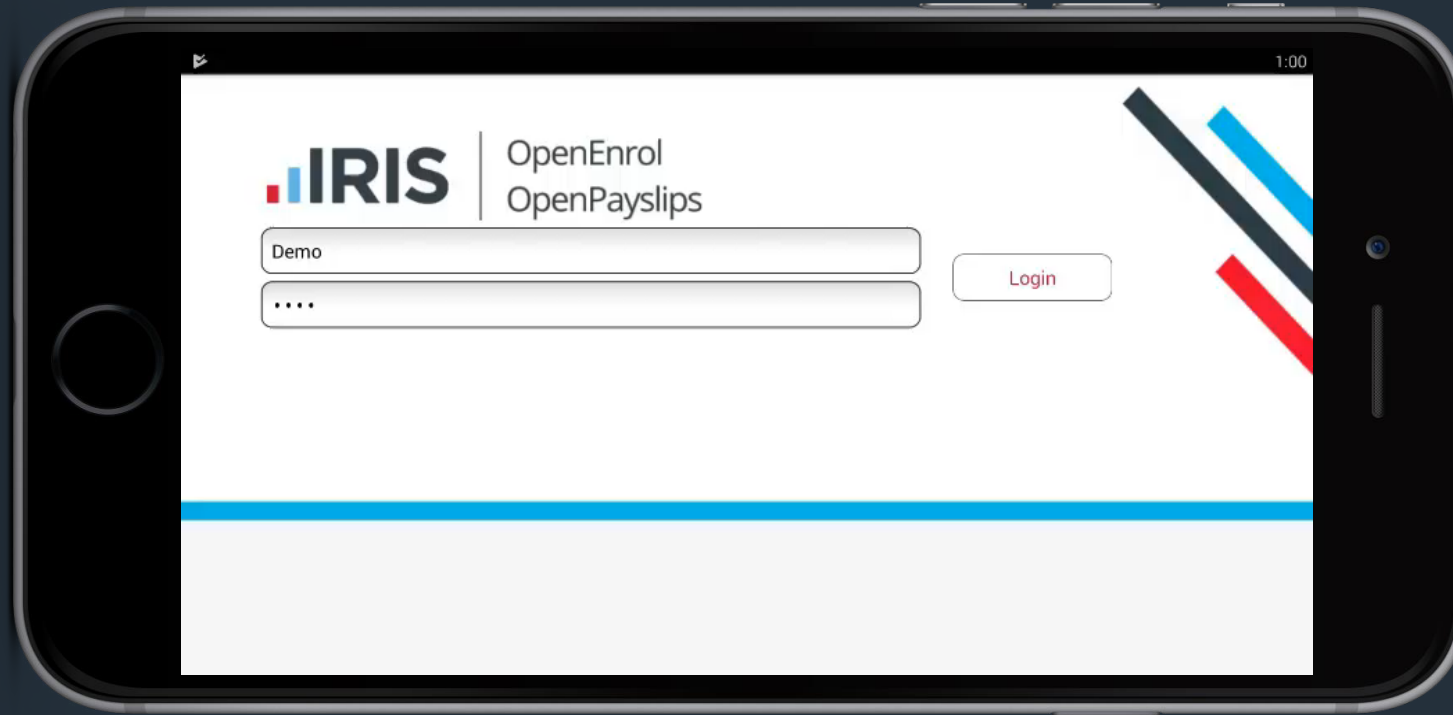 1:00
IRIS
OpenEnrol
OpenPayslips
Demo
••••
Login